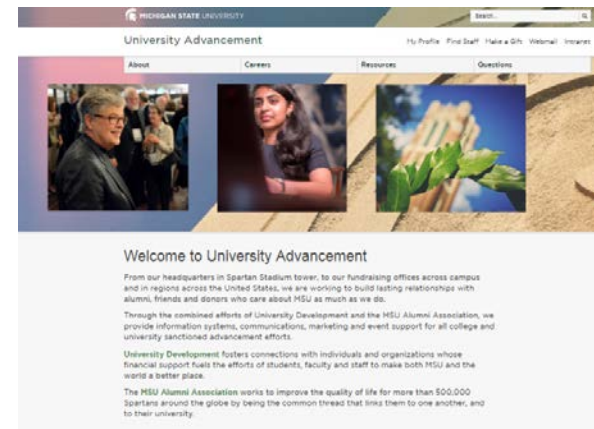 MICHIGAN STATE UNIVERSITY
Search...
University Advancement
My Profile Find Staff Make a Gift Webmail Intranet
About Careers Resources Questions
Welcome to University Advancement
From our headquarters in Spartan Stadium tower, to our fundraising offices across campus
and in regions across the United States, we are working to build lasting relationships with
alumni, friends and donors who care about MSU as much as we do.
Through the combined efforts of University Development and the MSU Alumni Association, we
provide information systems, communications, marketing and event support for all college and
university sanctioned advancement efforts.
University Development fosters connections with individuals and organizations whose
financial support fuels the efforts of students, faculty and staff to make both MSU and the
world a better place.
The MSU Alumni Association works to improve the quality of life for more than 500,000
Spartans around the globe by being the common thread that links them to one another, and
to their university.